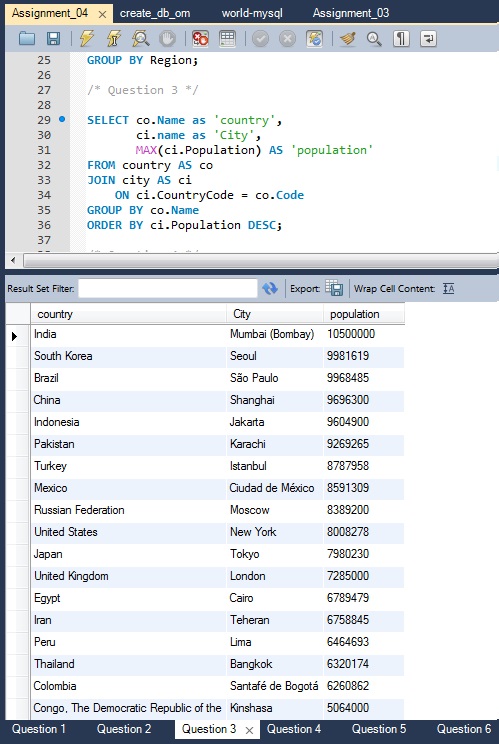 Assignment_04 × create_db_om world-mysql Assignment_03
25 GROUP BY Region;
26
27 /* Question 3 */
28
29 SELECT co.Name as 'country',
30 ci.name as 'City',
31 MAX(ci.Population) AS 'population'
32 FROM country AS co
33 JOIN city AS ci
34 ON ci.CountryCode = co.Code
35 GROUP BY co.Name
36 ORDER BY ci.Population DESC;
37
Result Set Filter: Export: Wrap Cell Content:
country City population
India Mumbai (Bombay) 10500000
South Korea Seoul 9981619
Brazil São Paulo 9968485
China Shanghai 9696300
Indonesia Jakarta 9604900
Pakistan Karachi 9269265
Turkey Istanbul 8787958
Mexico Ciudad de México 8591309
Russian Federation Moscow 8389200
United States New York 8008278
Japan Tokyo 7980230
United Kingdom London 7285000
Egypt Cairo 6789479
Iran Teheran 6758845
Peru Lima 6464693
Thailand Bangkok 6320174
Colombia Santafé de Bogotá 6260862
Congo, The Democratic Republic of the Kinshasa 5064000
Question 1 Question 2 Question 3 × Question 4 Question 5 Question 6